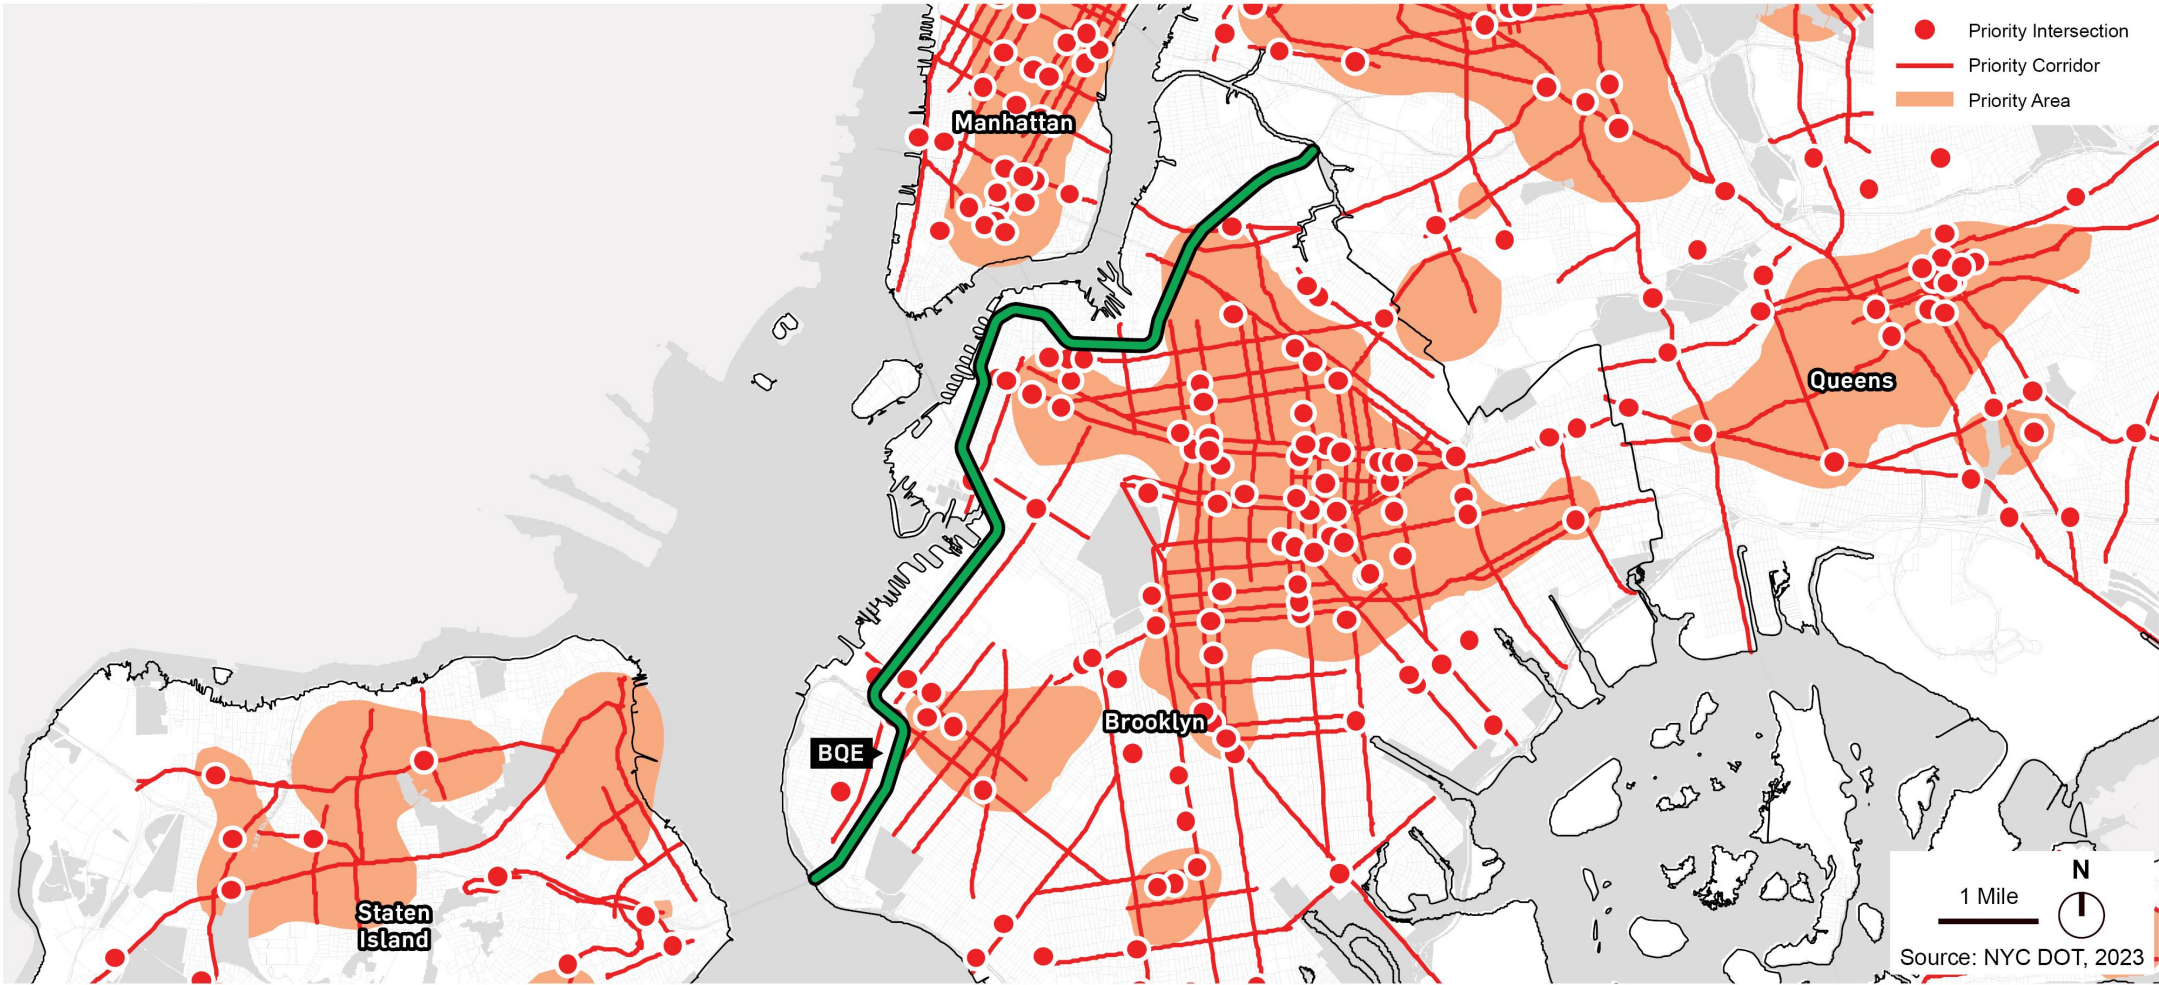 Priority Intersection
Priority Corridor
Priority Area
Manhattan
Queens
Brooklyn
BQE
Staten
Island
N
1 Mile
Source: NYC DOT, 2023